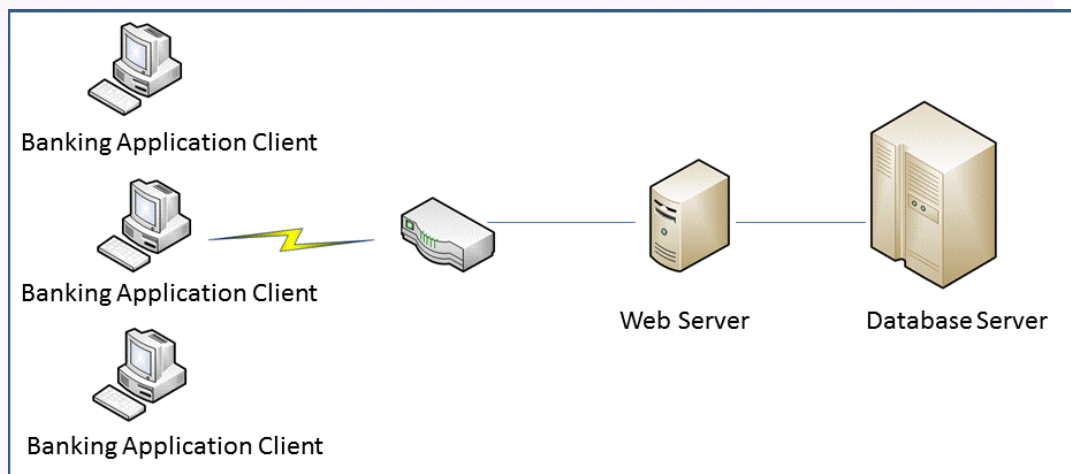 Banking Application Client
Banking Application Client
Web Server
Database Server
Banking Application Client